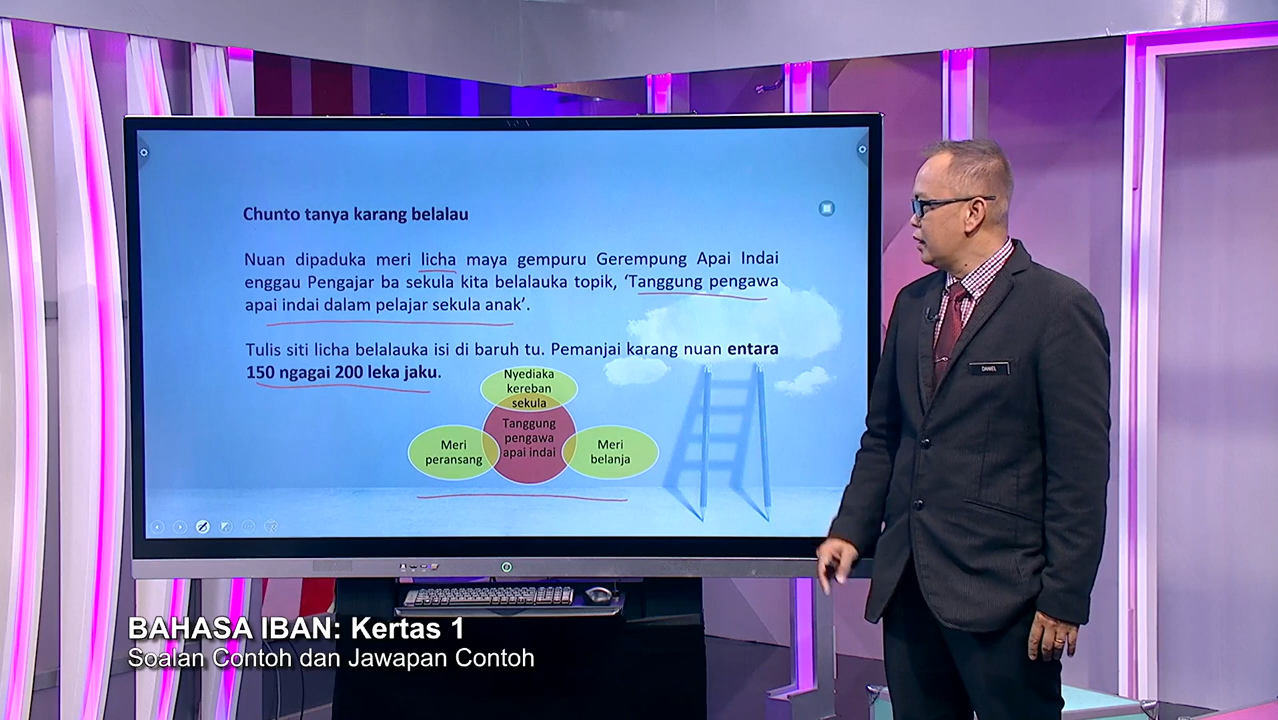 Chunto tanya karang belalau
Nuan dipaduka meri licha maya gempuru Gerempung Apai Indai
enggau Pengajar ba sekula kita belalauka topik, ‘Tanggung pengawa
apai indai dalam pelajar sekula anak’.
Tulis siti licha belalauka isi di baruh tu. Pemanjai karang nuan entara
150 ngagai 200 leka jaku.
Nyediaka
kereban
sekula
Tanggung
pengawa
apai indai
Meri
peransang
Meri
belanja
DANIEL
BAHASA IBAN: Kertas 1
Soalan Contoh dan Jawapan Contoh